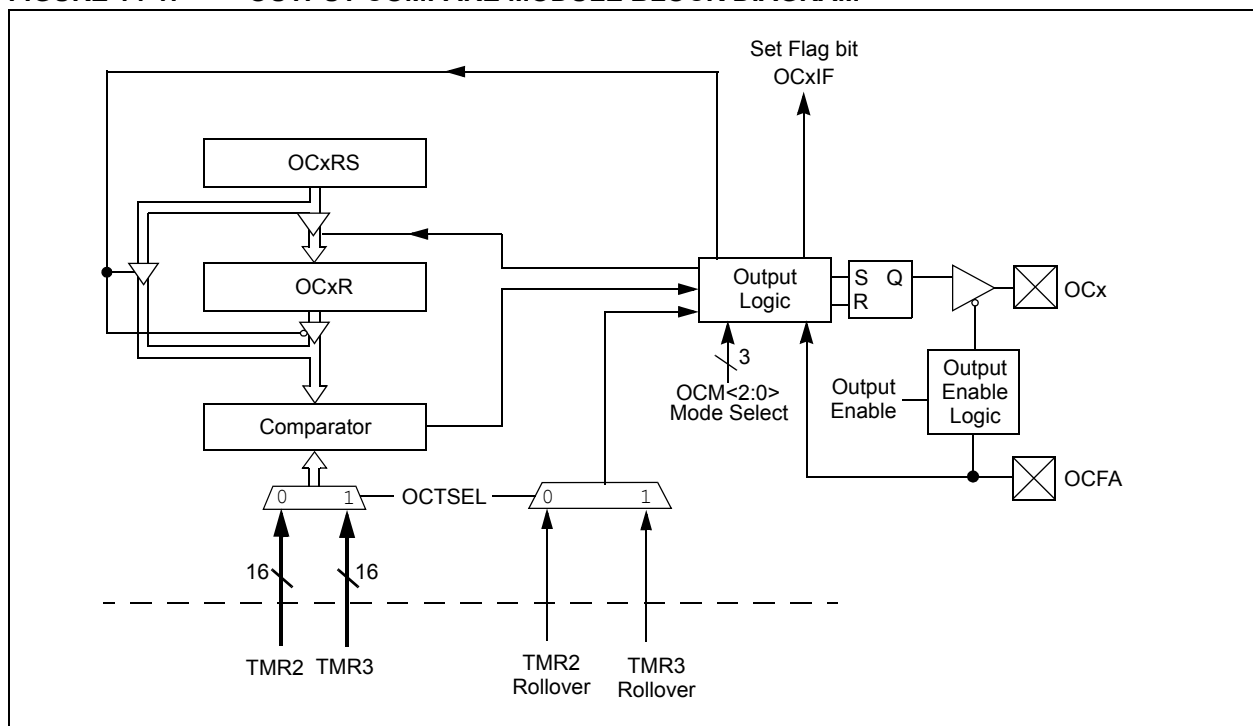 Set Flag bit
OCxIF
OCxRS
OCxR
Output
Logic
S Q
R
OCx
3
OCM<2:0>
Mode Select
Output
Enable
Output
Enable
Logic
Comparator
OCFA
0 1
OCTSEL
0 1
16
16
TMR2
TMR3
TMR2
Rollover
TMR3
Rollover